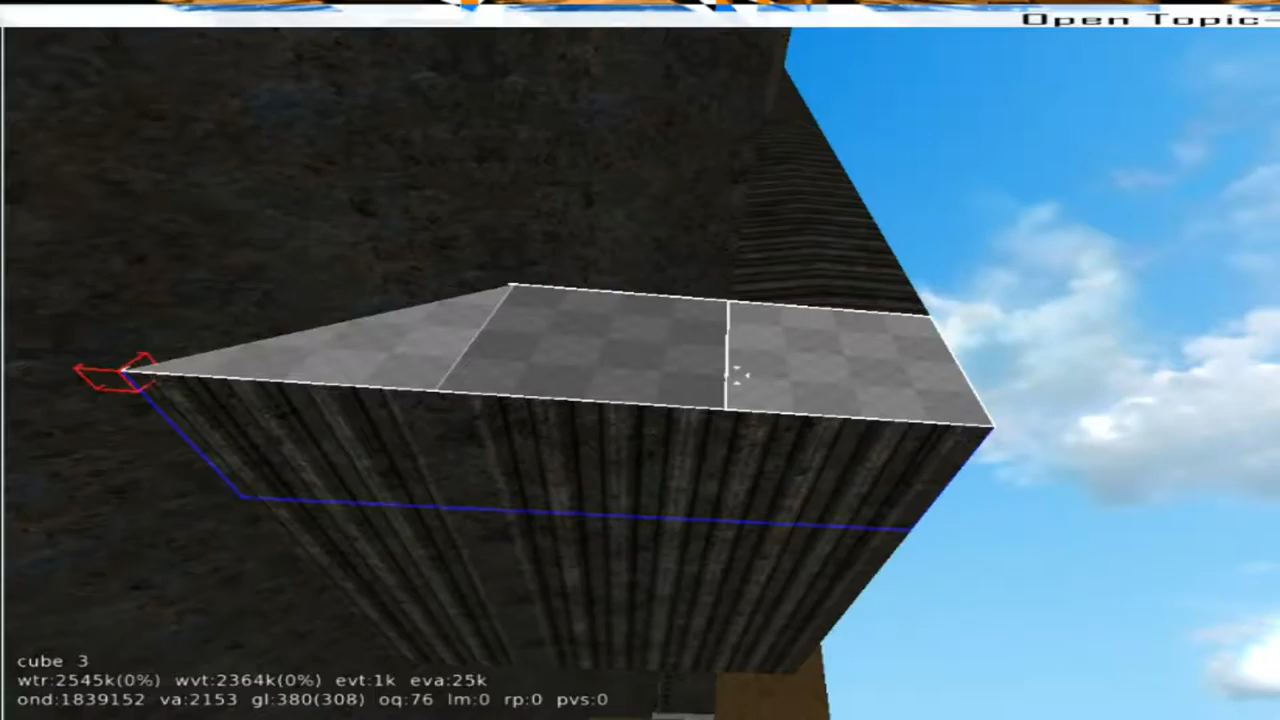 Open Topic-
cube 3
wtr:2545k(0%) wvt:2364k(0%) evt:1k eva:25k
ond:1839152 va:2153 gl:380(308) oq:76 lm:0 rp:0 pvs:0